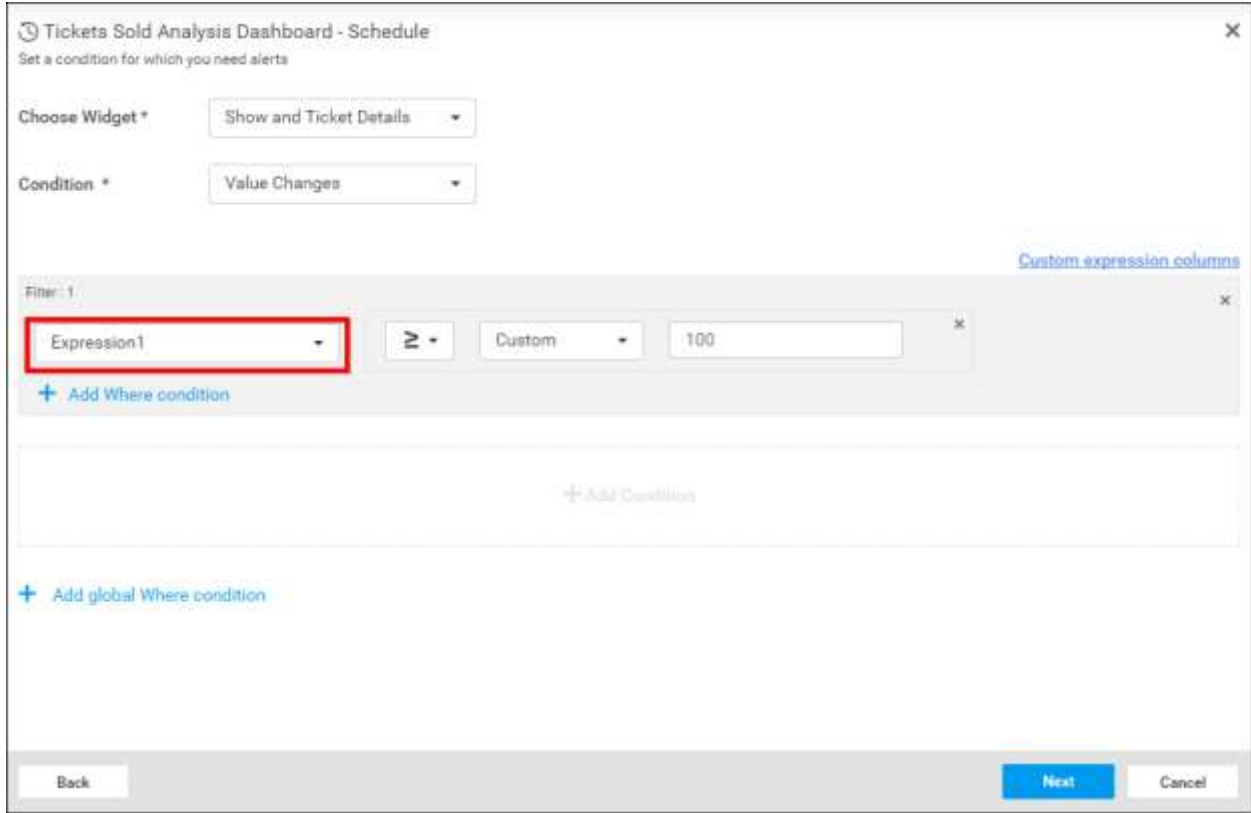 Tickets Sold Analysis Dashboard - Schedule
Set a condition for which you need alerts
Choose Widget * Show and Ticket Details
Condition * Value Changes
Custom expression columns
Filter : 1
Expression1 ≥ Custom 100
+ Add Where condition
+ Add Condition
+ Add global Where condition
Back Next Cancel